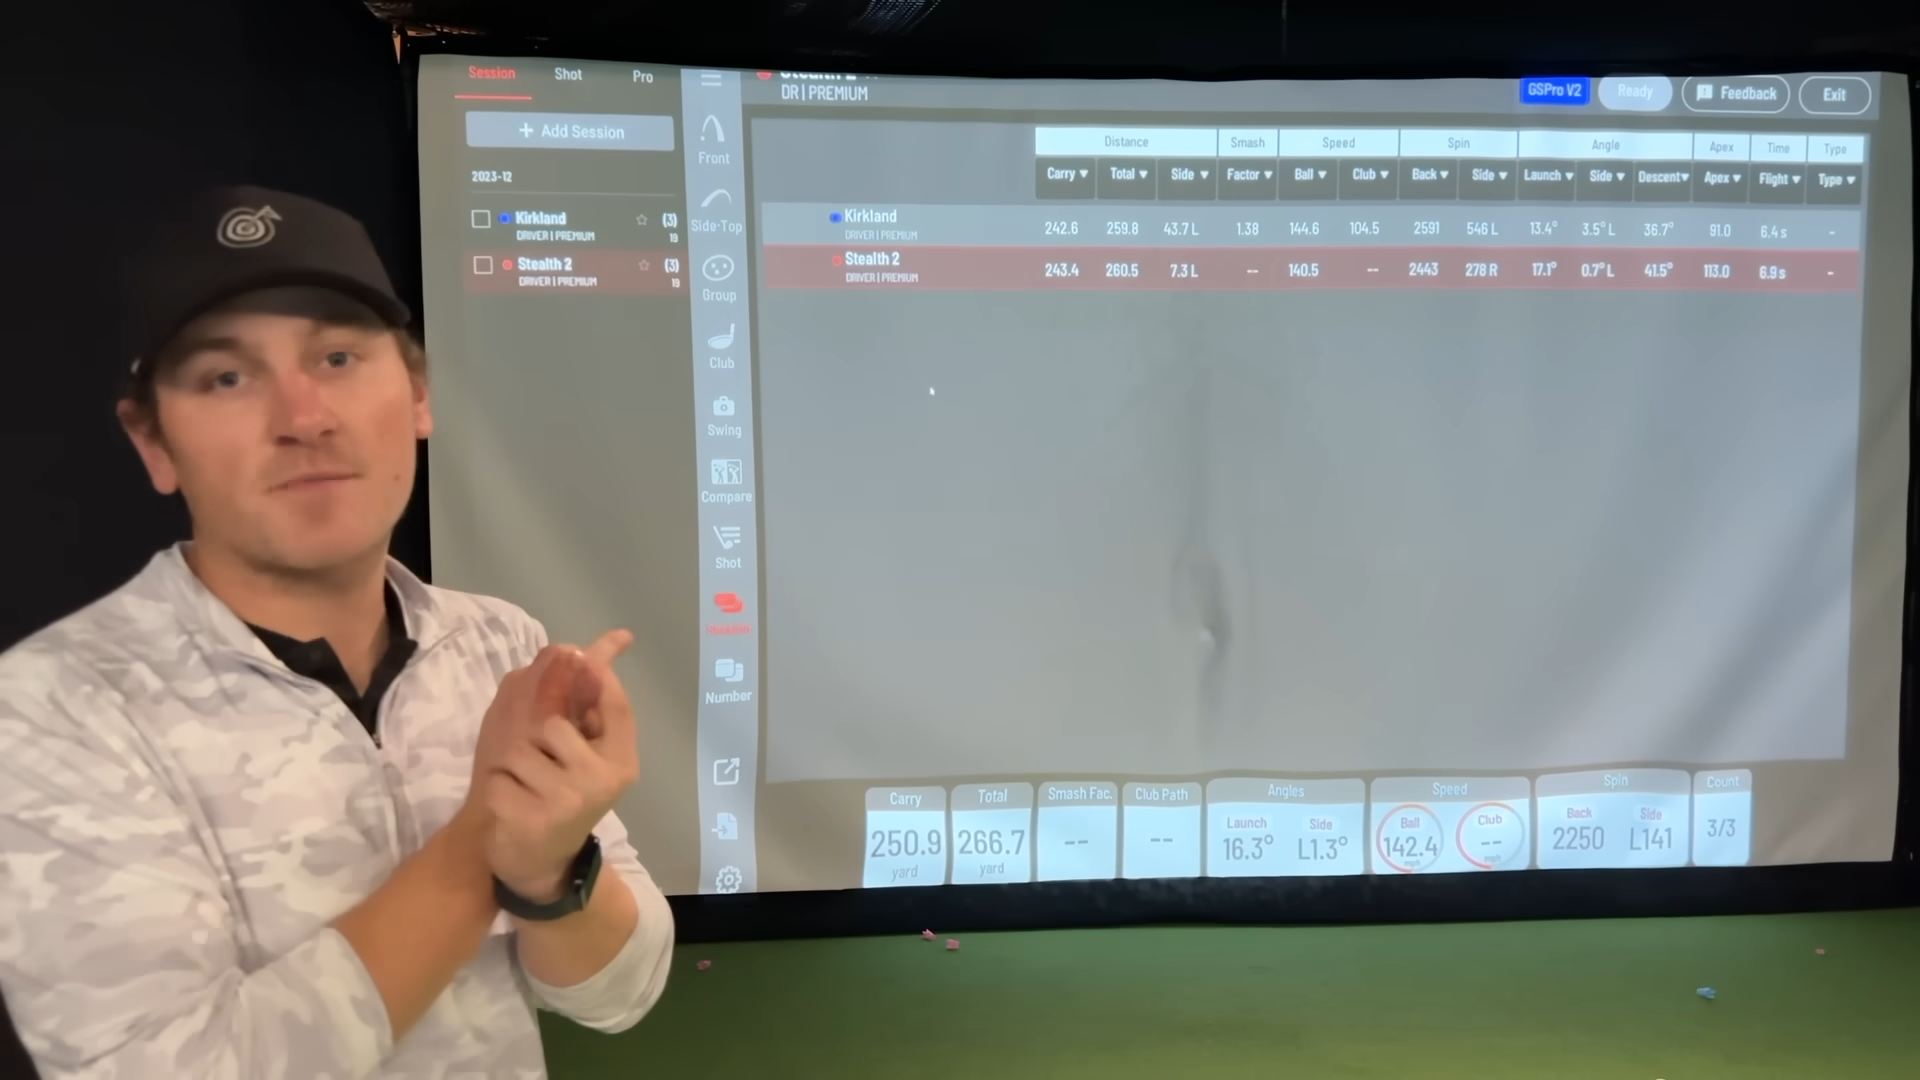 Session Shot Pro
+ Add Session
2023-12
Kirkland (3)
DRIVER | PREMIUM 19
Stealth 2 (3)
DRIVER | PREMIUM 19
Front
Side-Top
Group
Club
Swing
Compare
Shot
Session
Number
Stealth 2
DR | PREMIUM
GSPro V2 Ready Feedback Exit
Distance Smash Speed Spin Angle Apex Time Type
Carry▼ Total▼ Side▼ Factor▼ Ball▼ Club▼ Back▼ Side▼ Launch▼ Side▼ Descent▼ Apex▼ Flight▼ Type▼
Kirkland 242.6 259.8 43.7 L 1.38 144.6 104.5 2591 546 L 13.4° 3.5° L 36.7° 91.0 6.4 s -
DRIVER | PREMIUM
Stealth 2 243.4 260.5 7.3 L -- 140.5 -- 2443 278 R 17.1° 0.7° L 41.5° 113.0 6.9 s -
DRIVER | PREMIUM
Carry Total Smash Fac. Club Path Angles Speed Spin Count
Launch Side Ball Club Back Side
250.9 266.7 -- -- 16.3° L1.3° 142.4 -- 2250 L141 3/3
yard yard mph mph